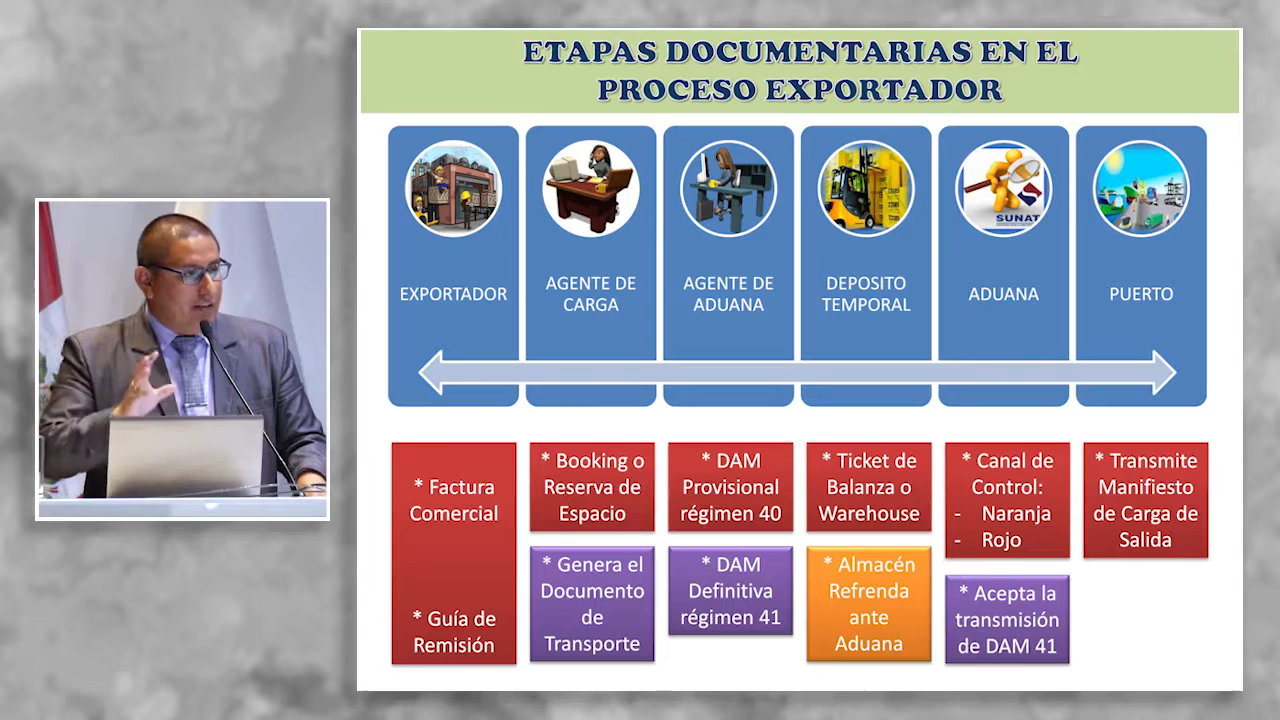 ETAPAS DOCUMENTARIAS EN EL
PROCESO EXPORTADOR
EXPORTADOR
AGENTE DE
CARGA
AGENTE DE
ADUANA
DEPOSITO
TEMPORAL
SUNAT
ADUANA
PUERTO
* Factura
Comercial
* Guía de
Remisión
* Booking o
Reserva de
Espacio
* Genera el
Documento
de
Transporte
* DAM
Provisional
régimen 40
* DAM
Definitiva
régimen 41
* Ticket de
Balanza o
Warehouse
* Almacén
Refrenda
ante
Aduana
* Canal de
Control:
- Naranja
- Rojo
* Acepta la
transmisión
de DAM 41
* Transmite
Manifiesto
de Carga de
Salida